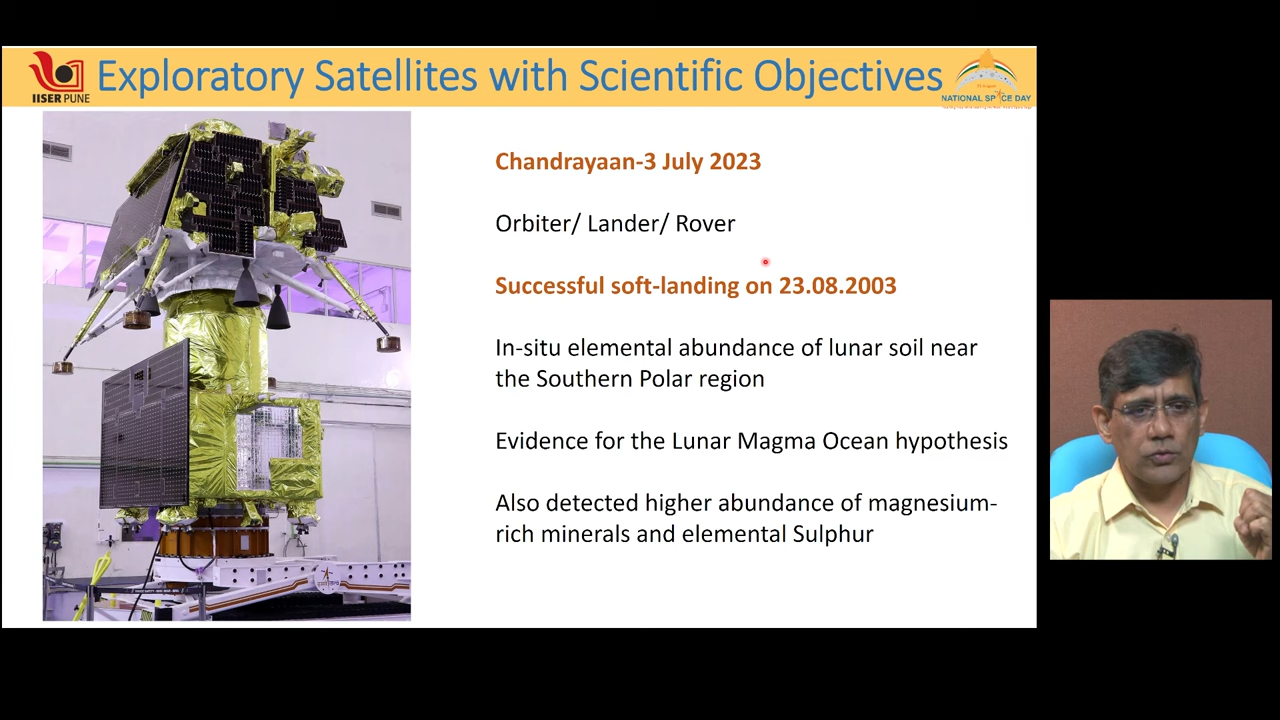 Exploratory Satellites with Scientific Objectives
IISER PUNE
NATIONAL SPACE DAY
Chandrayaan-3 July 2023
Orbiter/ Lander/ Rover
Successful soft-landing on 23.08.2003
In-situ elemental abundance of lunar soil near
the Southern Polar region
Evidence for the Lunar Magma Ocean hypothesis
Also detected higher abundance of magnesium-
rich minerals and elemental Sulphur